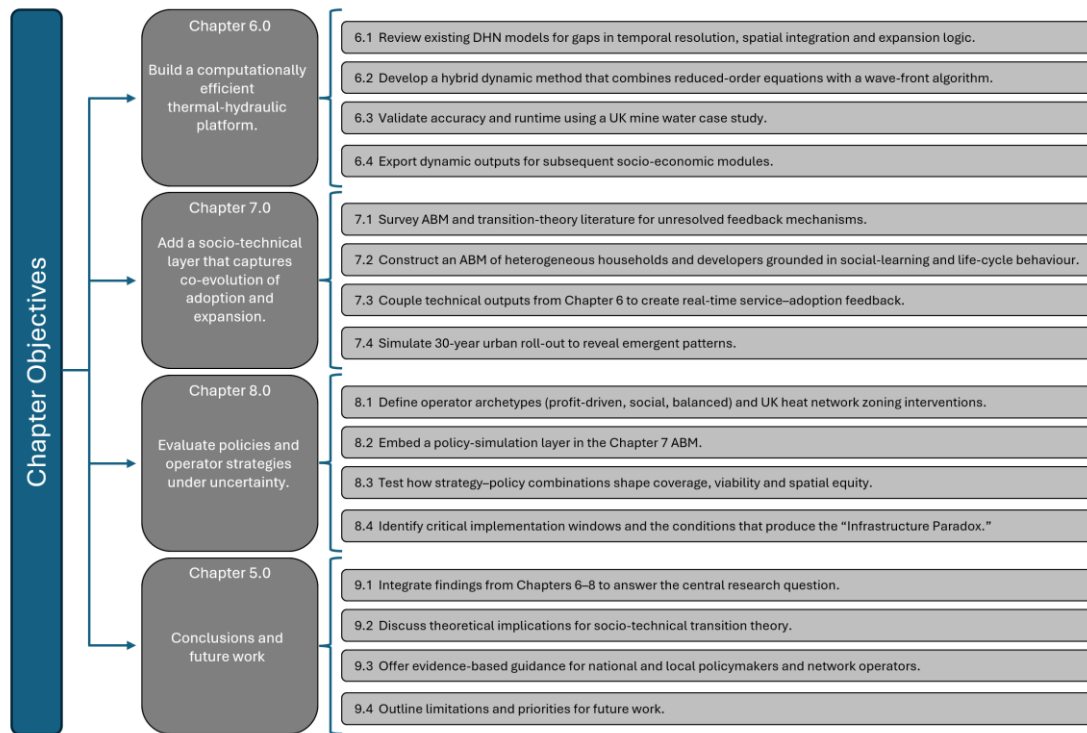 Chapter Objectives
Chapter 6.0
Build a computationally
efficient
thermal-hydraulic
platform.
6.1 Review existing DHN models for gaps in temporal resolution, spatial integration and expansion logic.
6.2 Develop a hybrid dynamic method that combines reduced-order equations with a wave-front algorithm.
6.3 Validate accuracy and runtime using a UK mine water case study.
6.4 Export dynamic outputs for subsequent socio-economic modules.
Chapter 7.0
Add a socio-technical
layer that captures
co-evolution of
adoption and
expansion.
7.1 Survey ABM and transition-theory literature for unresolved feedback mechanisms.
7.2 Construct an ABM of heterogeneous households and developers grounded in social-learning and life-cycle behaviour.
7.3 Couple technical outputs from Chapter 6 to create real-time service–adoption feedback.
7.4 Simulate 30-year urban roll-out to reveal emergent patterns.
Chapter 8.0
Evaluate policies and
operator strategies
under uncertainty.
8.1 Define operator archetypes (profit-driven, social, balanced) and UK heat network zoning interventions.
8.2 Embed a policy-simulation layer in the Chapter 7 ABM.
8.3 Test how strategy–policy combinations shape coverage, viability and spatial equity.
8.4 Identify critical implementation windows and the conditions that produce the “Infrastructure Paradox.”
Chapter 5.0
Conclusions and
future work
9.1 Integrate findings from Chapters 6–8 to answer the central research question.
9.2 Discuss theoretical implications for socio-technical transition theory.
9.3 Offer evidence-based guidance for national and local policymakers and network operators.
9.4 Outline limitations and priorities for future work.